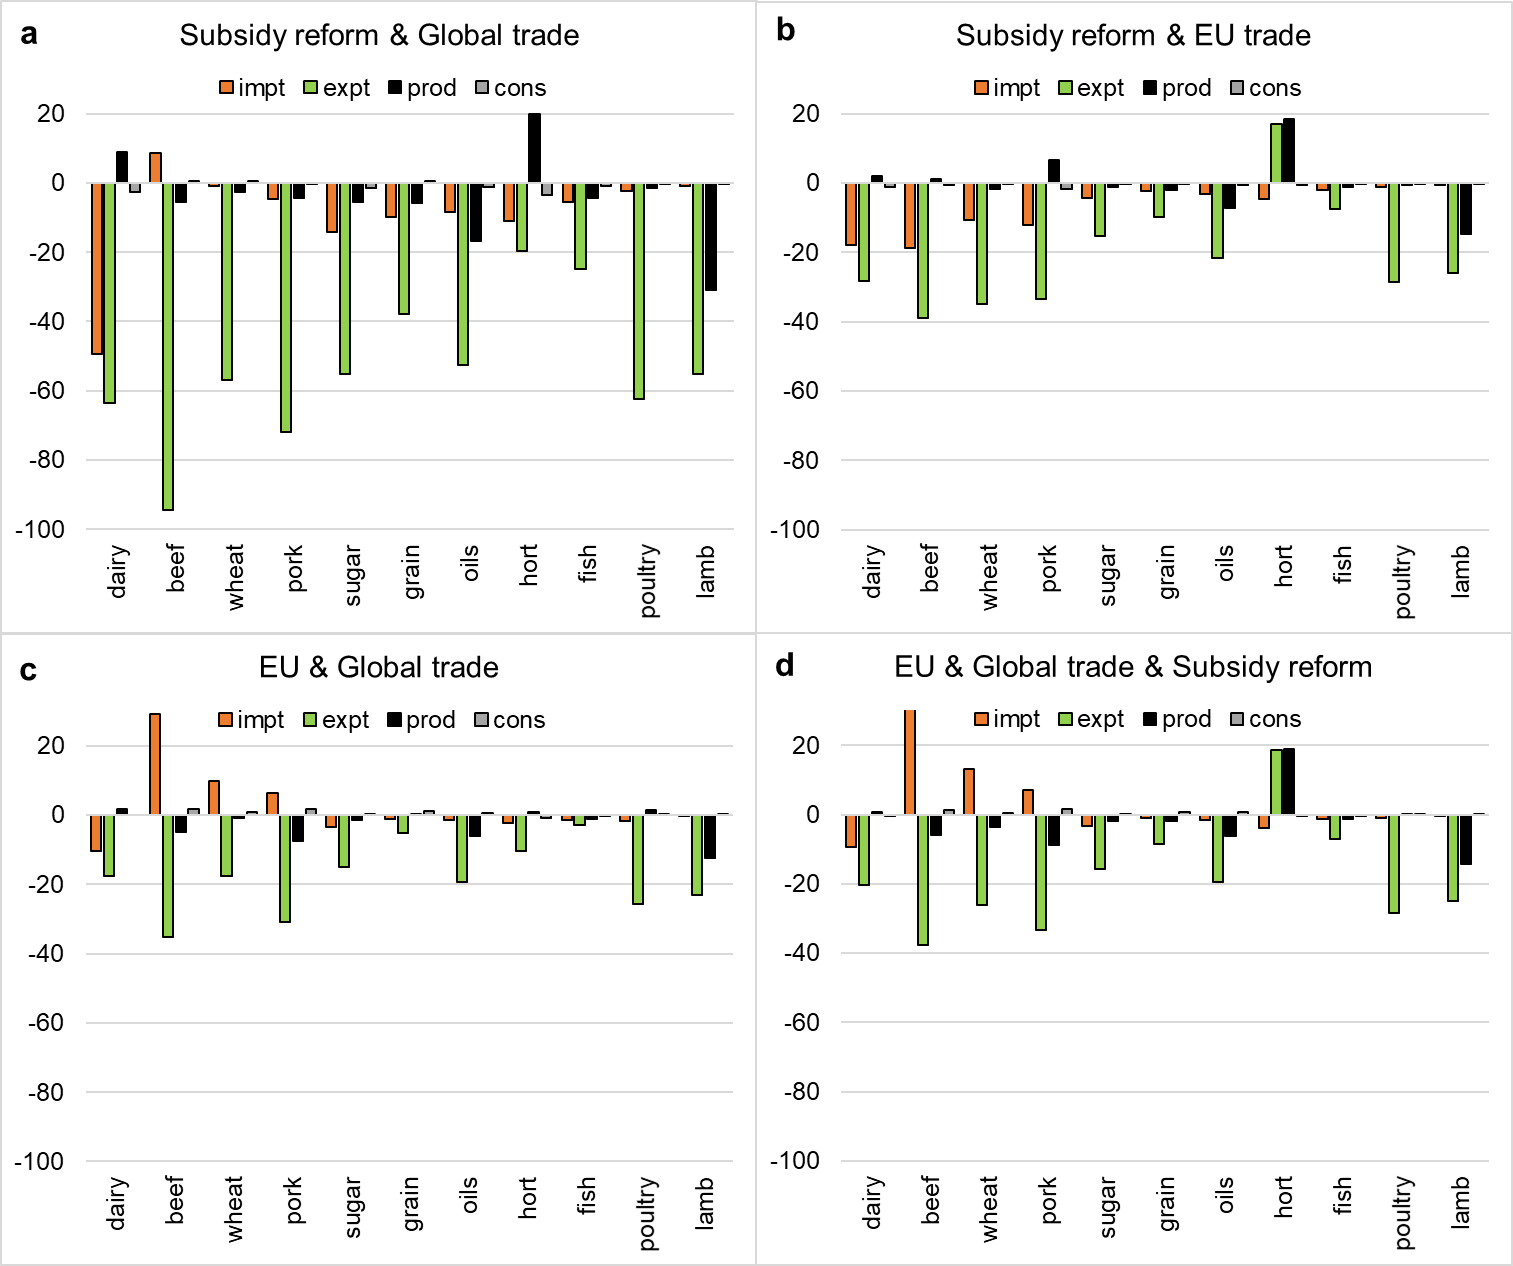 a
Subsidy reform & Global trade
impt expt prod cons
20
0
-20
-40
-60
-80
-100
dairy
beef
wheat
pork
sugar
grain
oils
hort
fish
poultry
lamb
b
Subsidy reform & EU trade
impt expt prod cons
20
0
-20
-40
-60
-80
-100
dairy
beef
wheat
pork
sugar
grain
oils
hort
fish
poultry
lamb
c
EU & Global trade
impt expt prod cons
20
0
-20
-40
-60
-80
-100
dairy
beef
wheat
pork
sugar
grain
oils
hort
fish
poultry
lamb
d
EU & Global trade & Subsidy reform
impt expt prod cons
20
0
-20
-40
-60
-80
-100
dairy
beef
wheat
pork
sugar
grain
oils
hort
fish
poultry
lamb